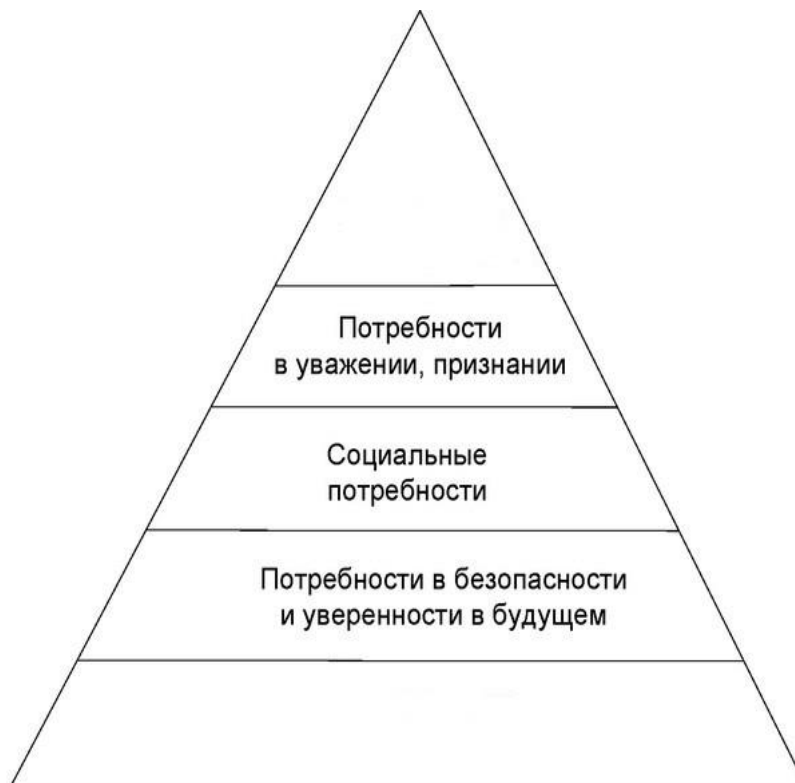 Потребности
в уважении, признании
Социальные
потребности
Потребности в безопасности
и уверенности в будущем